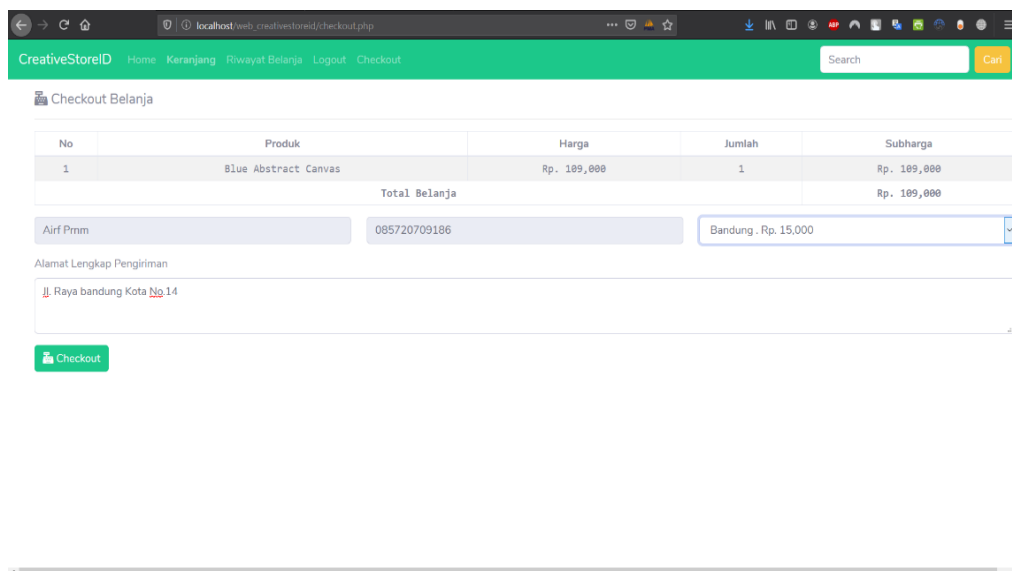 localhost/web_creativestoreid/checkout.php
CreativeStoreID Home Keranjang Riwayat Belanja Logout Checkout Search Cari
Checkout Belanja
No Produk Harga Jumlah Subharga
1 Blue Abstract Canvas Rp. 109,000 1 Rp. 109,000
Total Belanja Rp. 109,000
Airf Prnm 085720709186 Bandung . Rp. 15,000
Alamat Lengkap Pengiriman
Jl. Raya bandung Kota No.14
Checkout